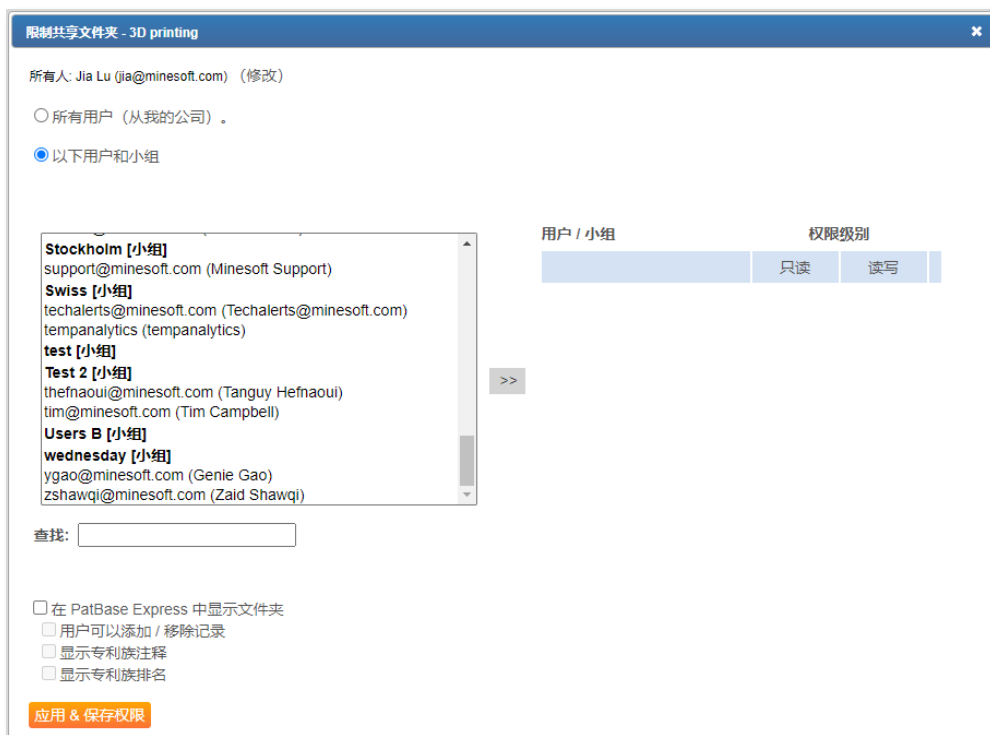 限制共享文件夹 - 3D printing
所有人: Jia Lu (jia@minesoft.com) （修改）
所有用户（从我的公司）。
以下用户和小组
Stockholm [小组]
support@minesoft.com (Minesoft Support)
Swiss [小组]
techalerts@minesoft.com (Techalerts@minesoft.com)
tempanalytics (tempanalytics)
test [小组]
Test 2 [小组]
thefnaoui@minesoft.com (Tanguy Hefnaoui)
tim@minesoft.com (Tim Campbell)
Users B [小组]
wednesday [小组]
ygao@minesoft.com (Genie Gao)
zshawqi@minesoft.com (Zaid Shawqi)
>>
用户 / 小组 权限级别
只读 读写
查找:
在 PatBase Express 中显示文件夹
用户可以添加 / 移除记录
显示专利族注释
显示专利族排名
应用 & 保存权限